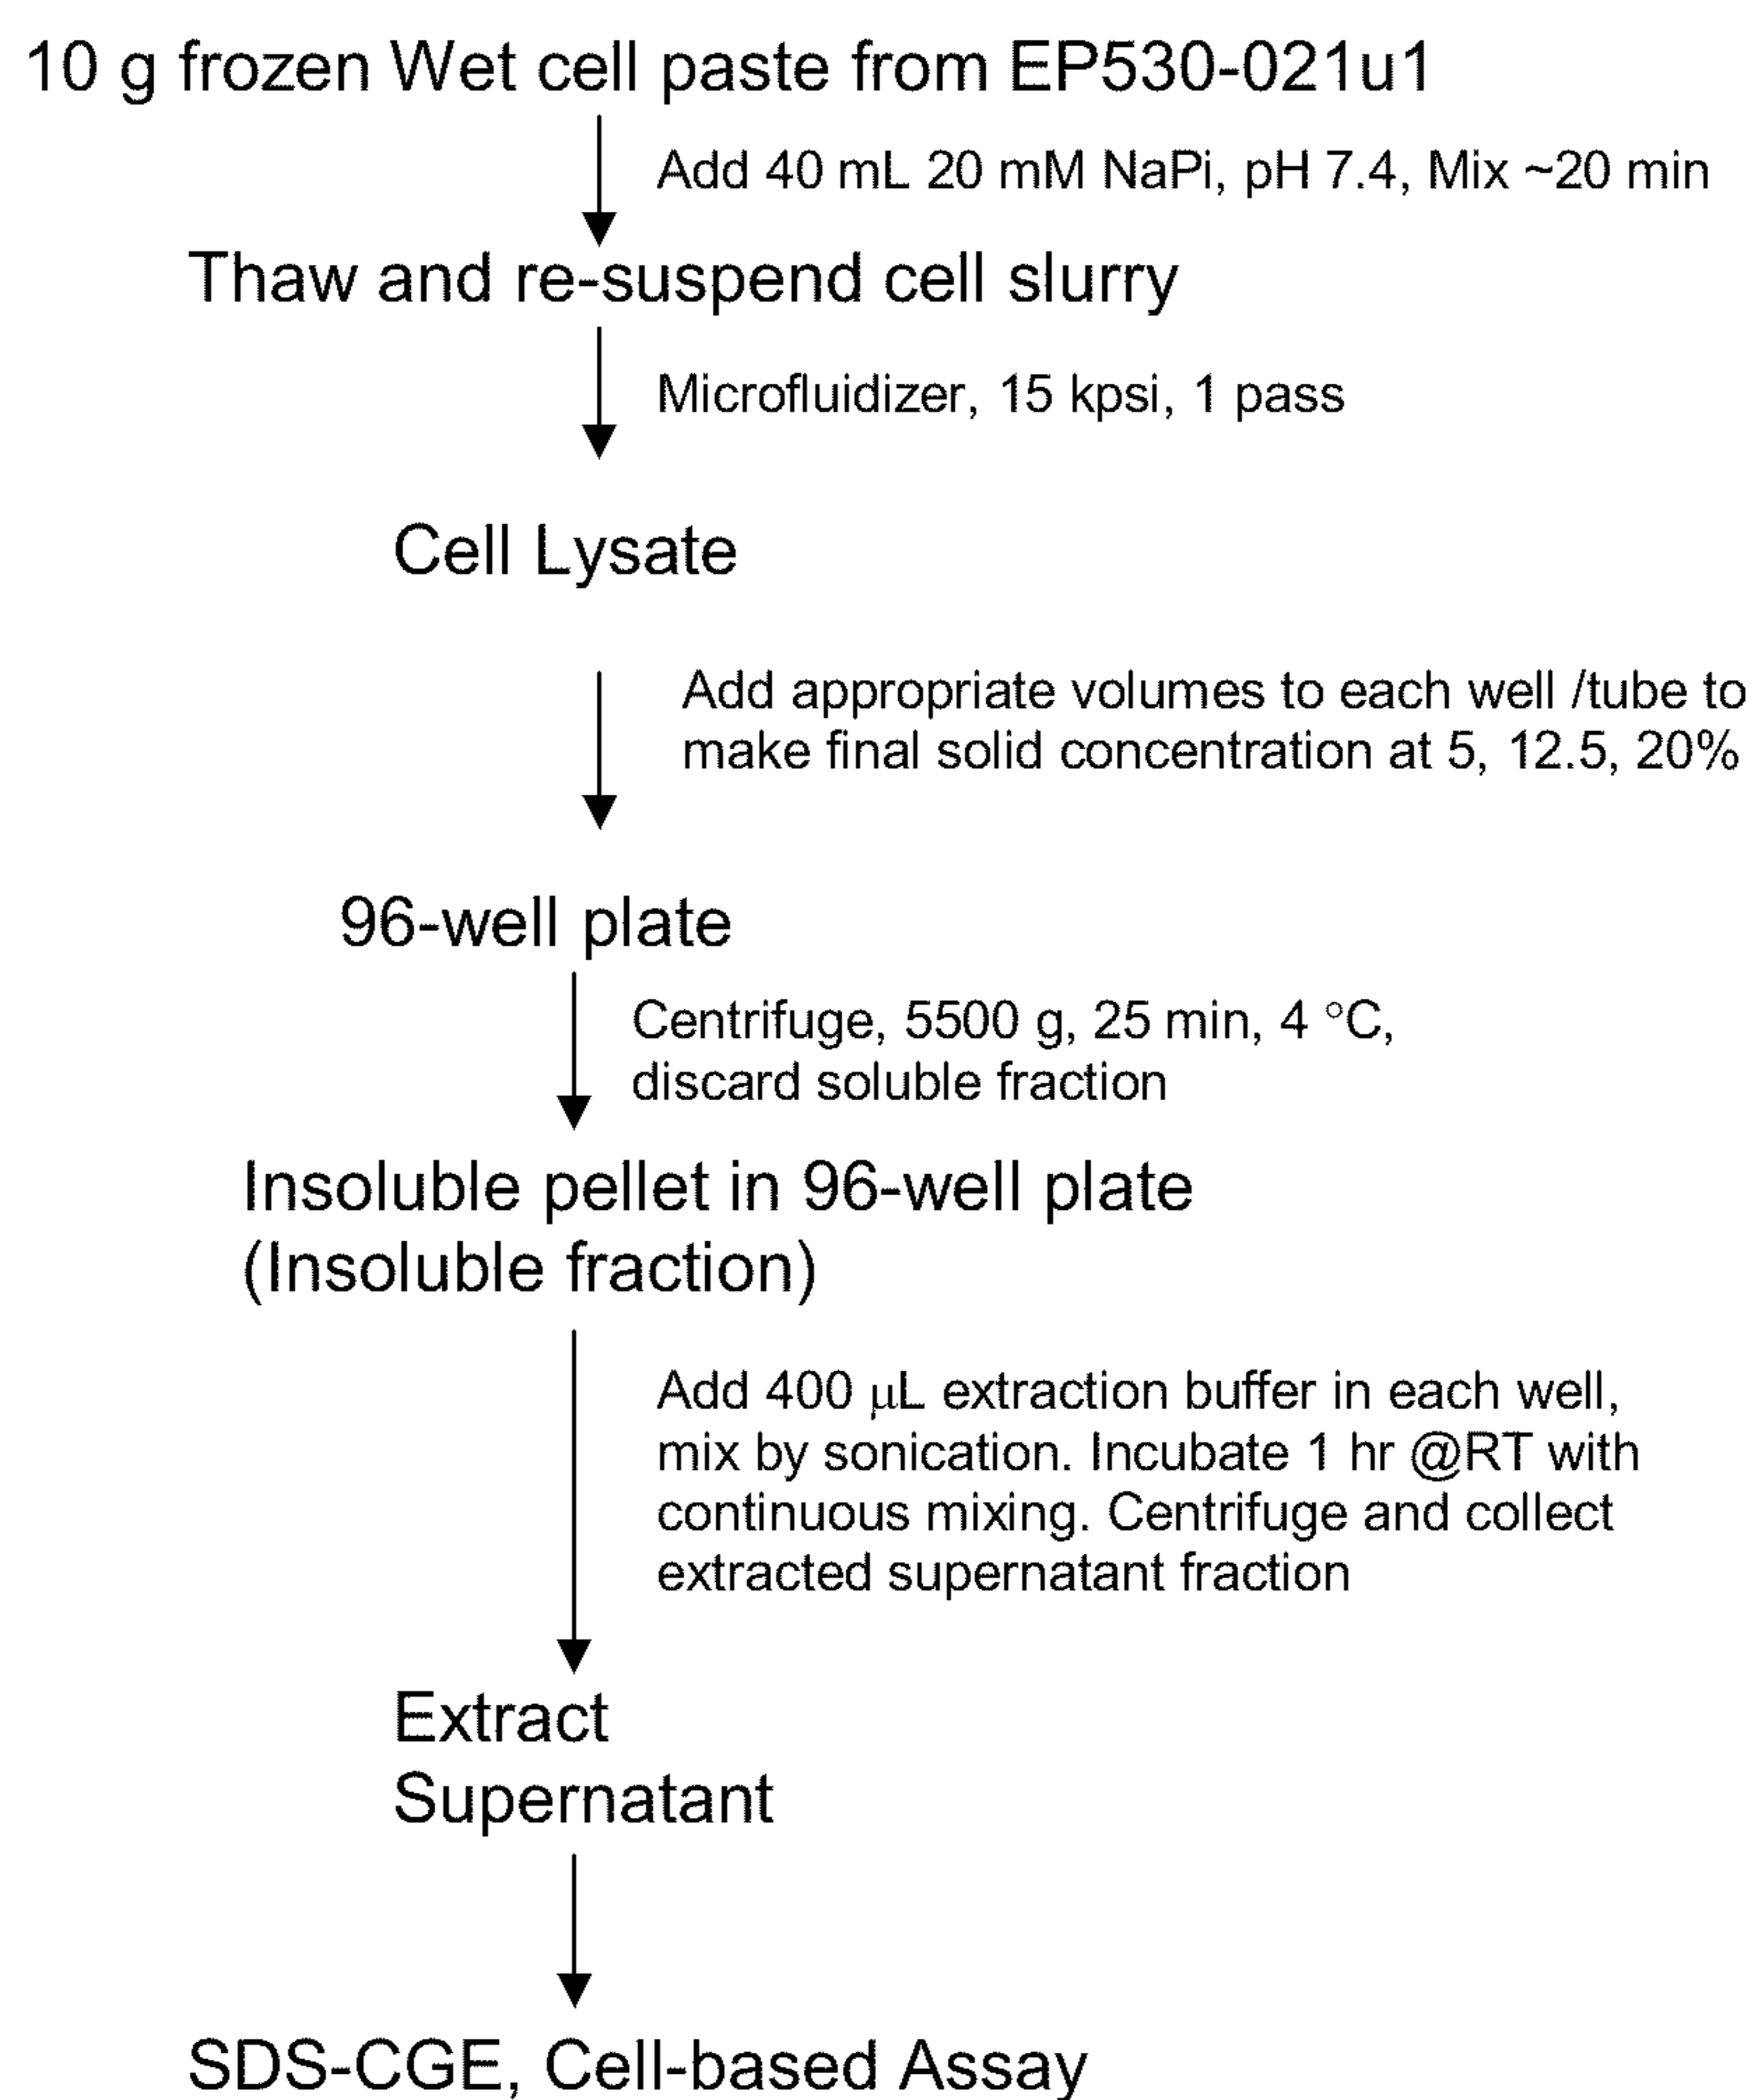 10 g frozen Wet cell paste from EP530-021u1
Add 40 mL 20 mM NaPi, pH 7.4, Mix ~20 min
Thaw and re-suspend cell slurry
Microfluidizer, 15 kpsi, 1 pass
Cell Lysate
Add appropriate volumes to each well /tube to
make final solid concentration at 5, 12.5, 20%
96-well plate
Centrifuge, 5500 g, 25 min, 4 °C,
discard soluble fraction
Insoluble pellet in 96-well plate
(Insoluble fraction)
Add 400 μL extraction buffer in each well,
mix by sonication. Incubate 1 hr @RT with
continuous mixing. Centrifuge and collect
extracted supernatant fraction
Extract
Supernatant
SDS-CGE, Cell-based Assay